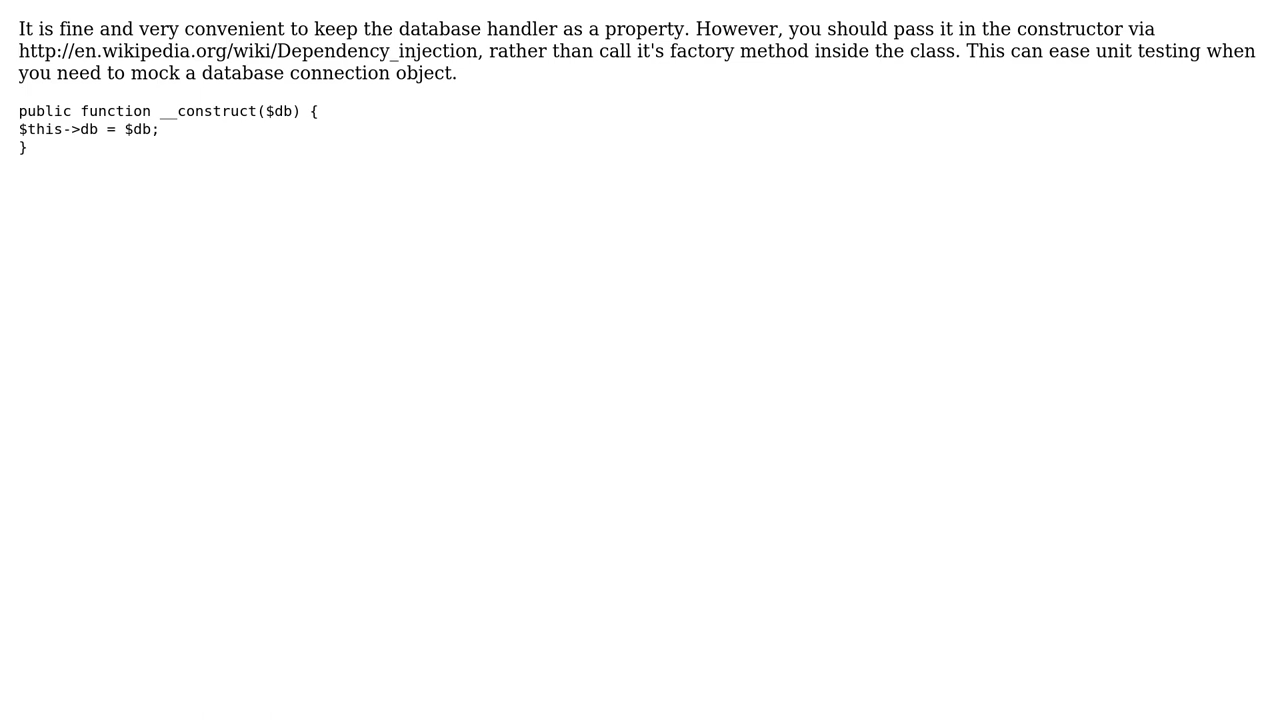 It is fine and very convenient to keep the database handler as a property. However, you should pass it in the constructor via
http://en.wikipedia.org/wiki/Dependency_injection, rather than call it's factory method inside the class. This can ease unit testing when
you need to mock a database connection object.
public function __construct($db) {
$this->db = $db;
}